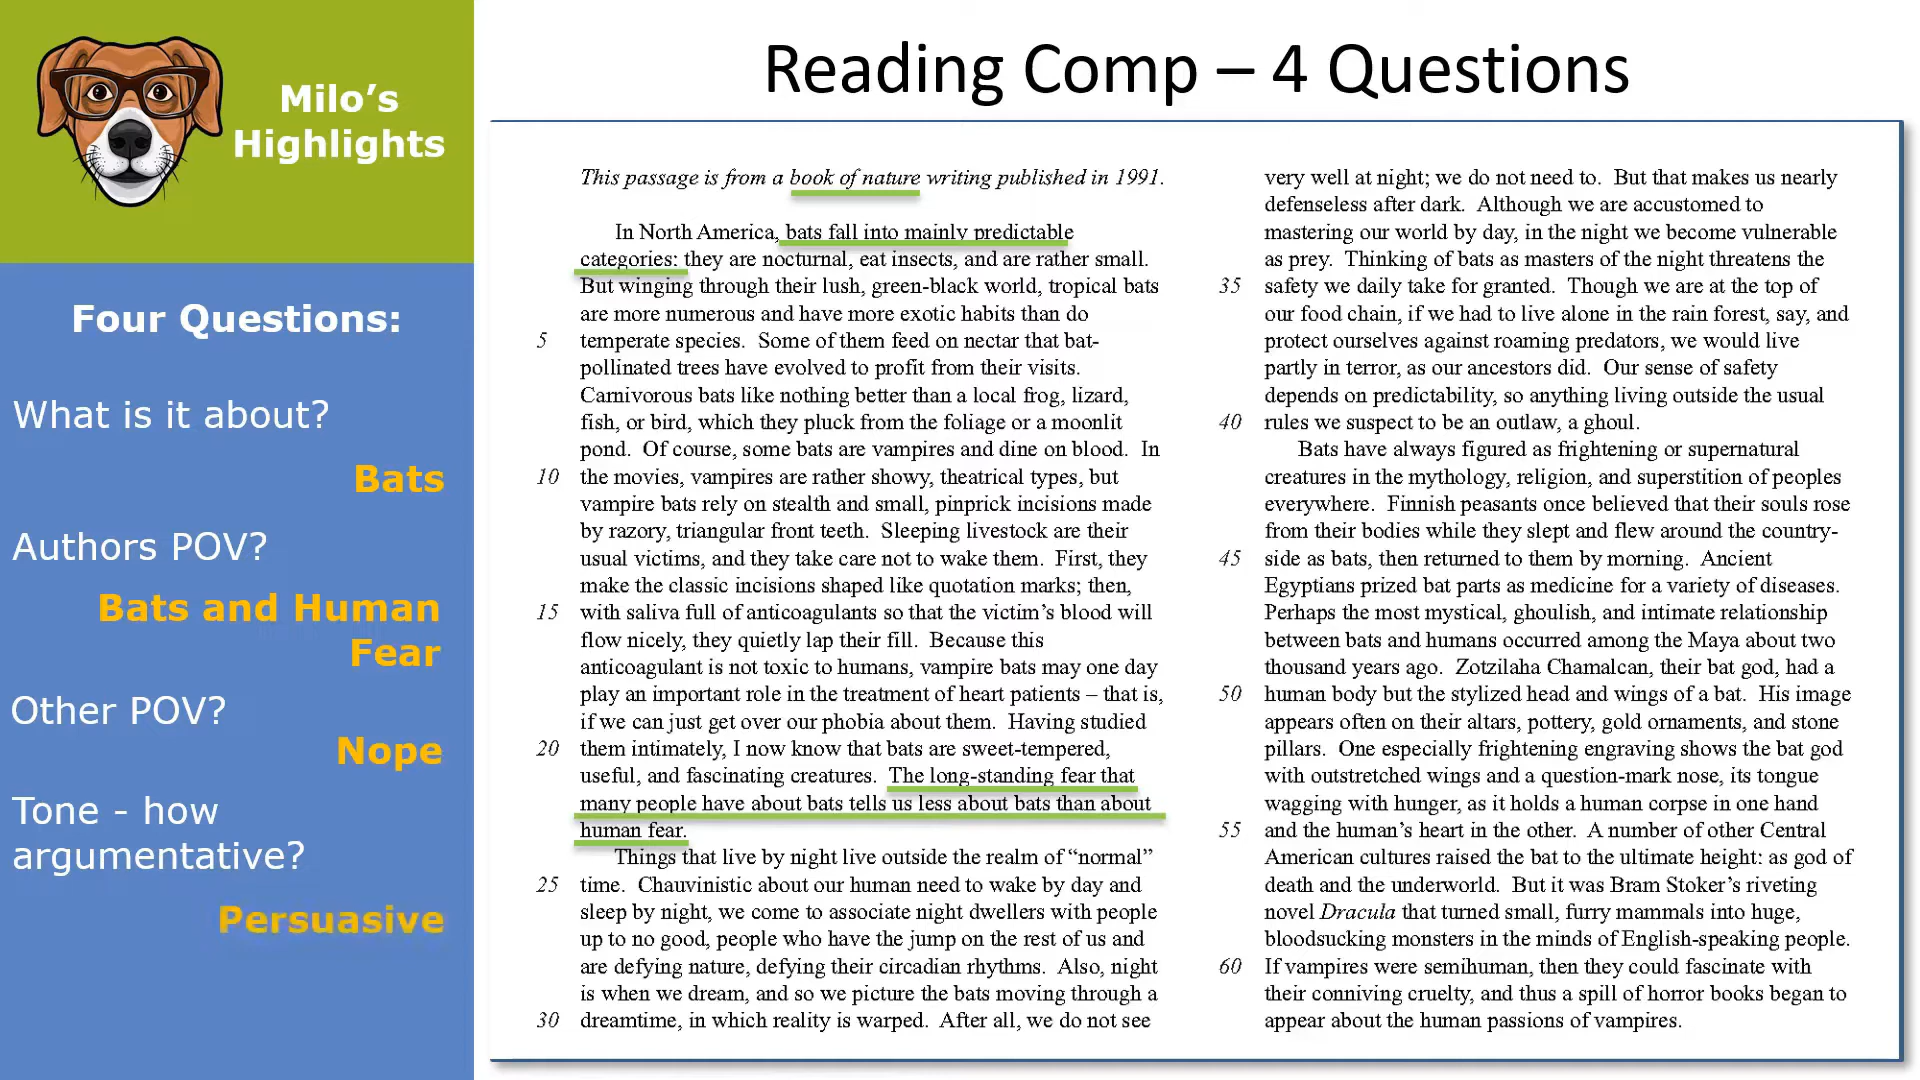 Milo's
Highlights
Four Questions:
What is it about?
Bats
Authors POV?
Bats and Human
Fear
Other POV?
Nope
Tone - how
argumentative?
Persuasive
Reading Comp – 4 Questions
This passage is from a book of nature writing published in 1991.
In North America, bats fall into mainly predictable
categories: they are nocturnal, eat insects, and are rather small.
But winging through their lush, green-black world, tropical bats
are more numerous and have more exotic habits than do
5 temperate species. Some of them feed on nectar that bat-
pollinated trees have evolved to profit from their visits.
Carnivorous bats like nothing better than a local frog, lizard,
fish, or bird, which they pluck from the foliage or a moonlit
pond. Of course, some bats are vampires and dine on blood. In
10 the movies, vampires are rather showy, theatrical types, but
vampire bats rely on stealth and small, pinprick incisions made
by razory, triangular front teeth. Sleeping livestock are their
usual victims, and they take care not to wake them. First, they
make the classic incisions shaped like quotation marks; then,
15 with saliva full of anticoagulants so that the victim's blood will
flow nicely, they quietly lap their fill. Because this
anticoagulant is not toxic to humans, vampire bats may one day
play an important role in the treatment of heart patients – that is,
if we can just get over our phobia about them. Having studied
20 them intimately, I now know that bats are sweet-tempered,
useful, and fascinating creatures. The long-standing fear that
many people have about bats tells us less about bats than about
human fear.
Things that live by night live outside the realm of “normal”
25 time. Chauvinistic about our human need to wake by day and
sleep by night, we come to associate night dwellers with people
up to no good, people who have the jump on the rest of us and
are defying nature, defying their circadian rhythms. Also, night
is when we dream, and so we picture the bats moving through a
30 dreamtime, in which reality is warped. After all, we do not see
very well at night; we do not need to. But that makes us nearly
defenseless after dark. Although we are accustomed to
mastering our world by day, in the night we become vulnerable
as prey. Thinking of bats as masters of the night threatens the
35 safety we daily take for granted. Though we are at the top of
our food chain, if we had to live alone in the rain forest, say, and
protect ourselves against roaming predators, we would live
partly in terror, as our ancestors did. Our sense of safety
depends on predictability, so anything living outside the usual
40 rules we suspect to be an outlaw, a ghoul.
Bats have always figured as frightening or supernatural
creatures in the mythology, religion, and superstition of peoples
everywhere. Finnish peasants once believed that their souls rose
from their bodies while they slept and flew around the country-
45 side as bats, then returned to them by morning. Ancient
Egyptians prized bat parts as medicine for a variety of diseases.
Perhaps the most mystical, ghoulish, and intimate relationship
between bats and humans occurred among the Maya about two
thousand years ago. Zotzilaha Chamalcan, their bat god, had a
50 human body but the stylized head and wings of a bat. His image
appears often on their altars, pottery, gold ornaments, and stone
pillars. One especially frightening engraving shows the bat god
with outstretched wings and a question-mark nose, its tongue
wagging with hunger, as it holds a human corpse in one hand
55 and the human's heart in the other. A number of other Central
American cultures raised the bat to the ultimate height: as god of
death and the underworld. But it was Bram Stoker's riveting
novel Dracula that turned small, furry mammals into huge,
bloodsucking monsters in the minds of English-speaking people.
60 If vampires were semihuman, then they could fascinate with
their conniving cruelty, and thus a spill of horror books began to
appear about the human passions of vampires.